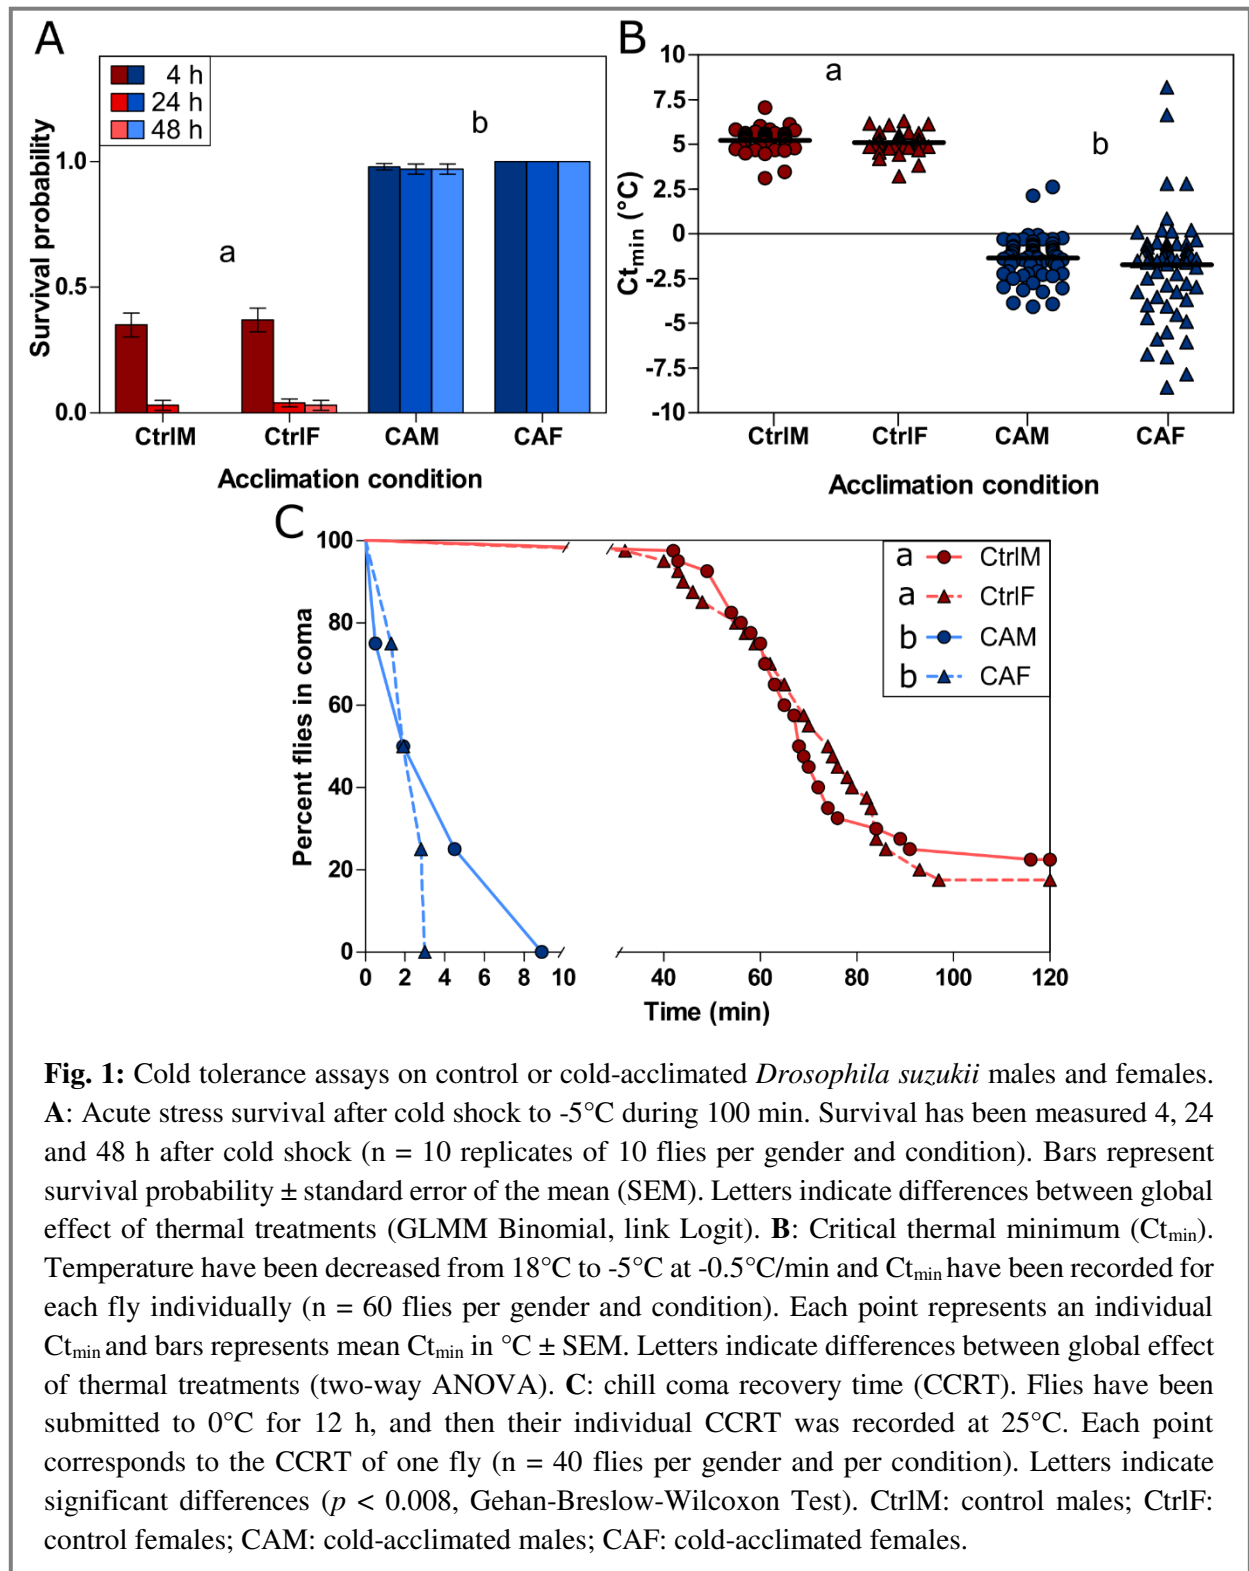 A
4 h
24 h
48 h
a
b
Survival probability
1.0
0.5
0.0
CtrlM
CtrlF
CAM
CAF
Acclimation condition
B
10
7.5
5
2.5
0
-2.5
-5
-7.5
-10
Ctmin (°C)
a
b
CtrlM
CtrlF
CAM
CAF
Acclimation condition
C
100
80
60
40
20
0
Percent flies in coma
a CtrlM
a CtrlF
b CAM
b CAF
0 2 4 6 8 10 40 60 80 100 120
Time (min)
Fig. 1: Cold tolerance assays on control or cold-acclimated Drosophila suzukii males and females.
A: Acute stress survival after cold shock to -5°C during 100 min. Survival has been measured 4, 24
and 48 h after cold shock (n = 10 replicates of 10 flies per gender and condition). Bars represent
survival probability ± standard error of the mean (SEM). Letters indicate differences between global
effect of thermal treatments (GLMM Binomial, link Logit). B: Critical thermal minimum (Ctmin).
Temperature have been decreased from 18°C to -5°C at -0.5°C/min and Ctmin have been recorded for
each fly individually (n = 60 flies per gender and condition). Each point represents an individual
Ctmin and bars represents mean Ctmin in °C ± SEM. Letters indicate differences between global effect
of thermal treatments (two-way ANOVA). C: chill coma recovery time (CCRT). Flies have been
submitted to 0°C for 12 h, and then their individual CCRT was recorded at 25°C. Each point
corresponds to the CCRT of one fly (n = 40 flies per gender and per condition). Letters indicate
significant differences (p < 0.008, Gehan-Breslow-Wilcoxon Test). CtrlM: control males; CtrlF:
control females; CAM: cold-acclimated males; CAF: cold-acclimated females.